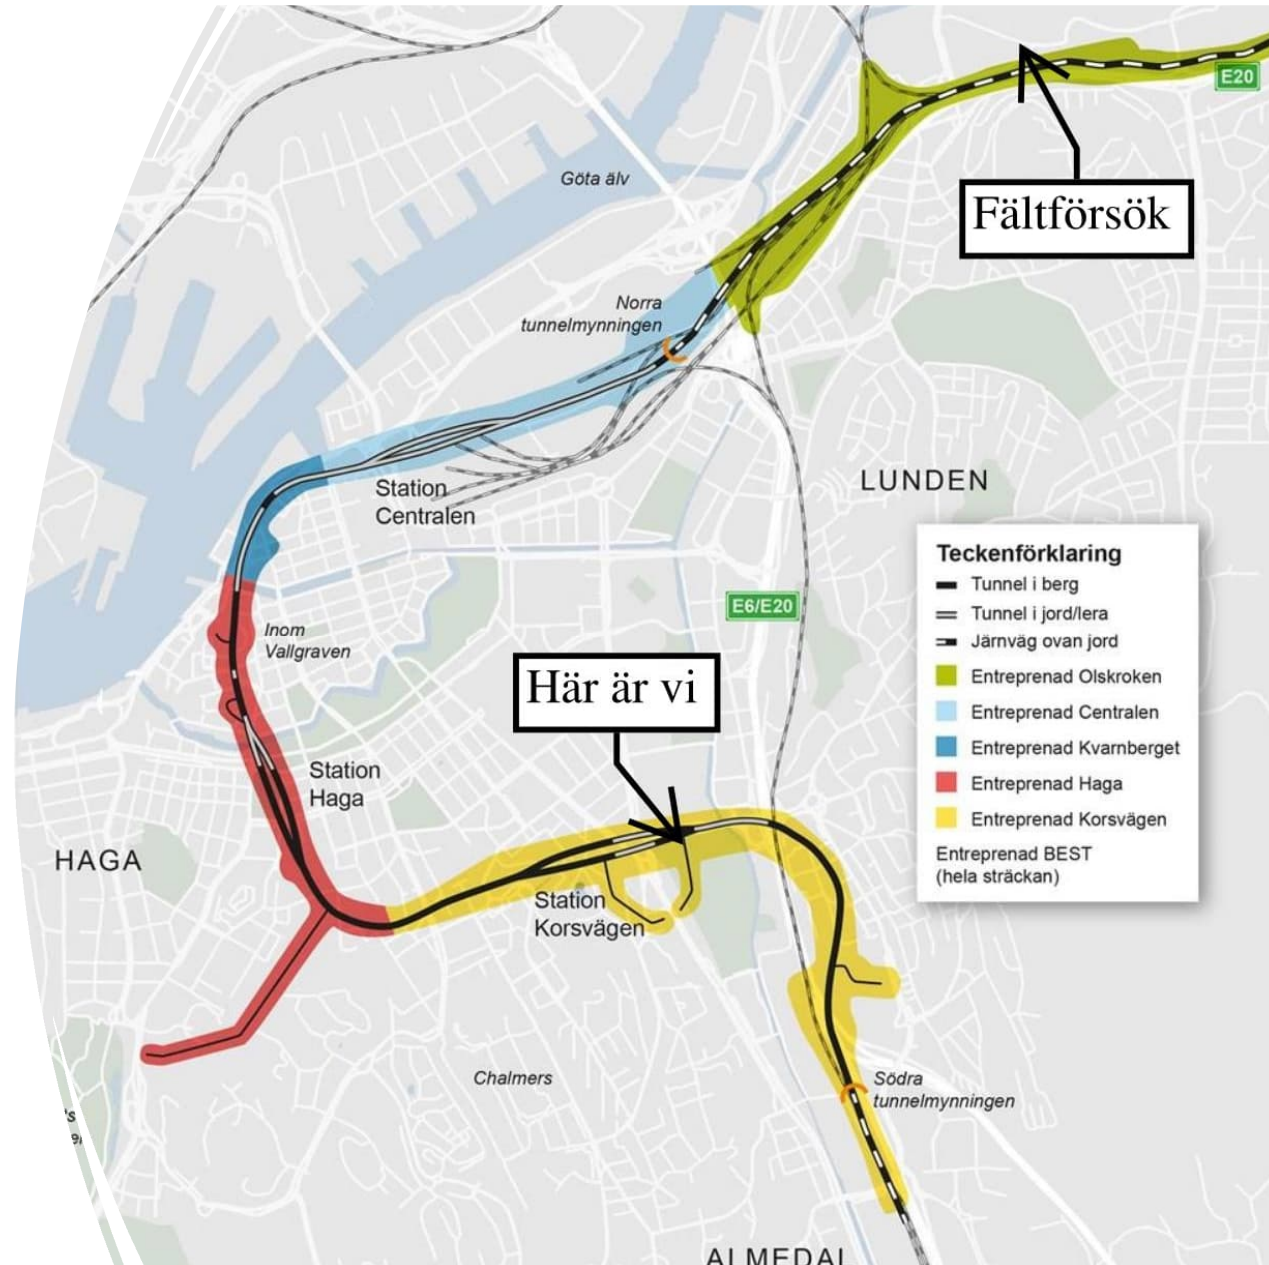 E20
Göta älv
Fältförsök
Norra
tunnelmynningen
LUNDEN
Station
Centralen
Teckenförklaring
Tunnel i berg
Tunnel i jord/lera
Järnväg ovan jord
Entreprenad Olskroken
Entreprenad Centralen
Entreprenad Kvarnberget
Entreprenad Haga
Entreprenad Korsvägen
Entreprenad BEST
(hela sträckan)
E6/E20
Inom
Vallgraven
Här är vi
Station
Haga
HAGA
Station
Korsvägen
Chalmers
Södra
tunnelmynningen
ALMEDAL